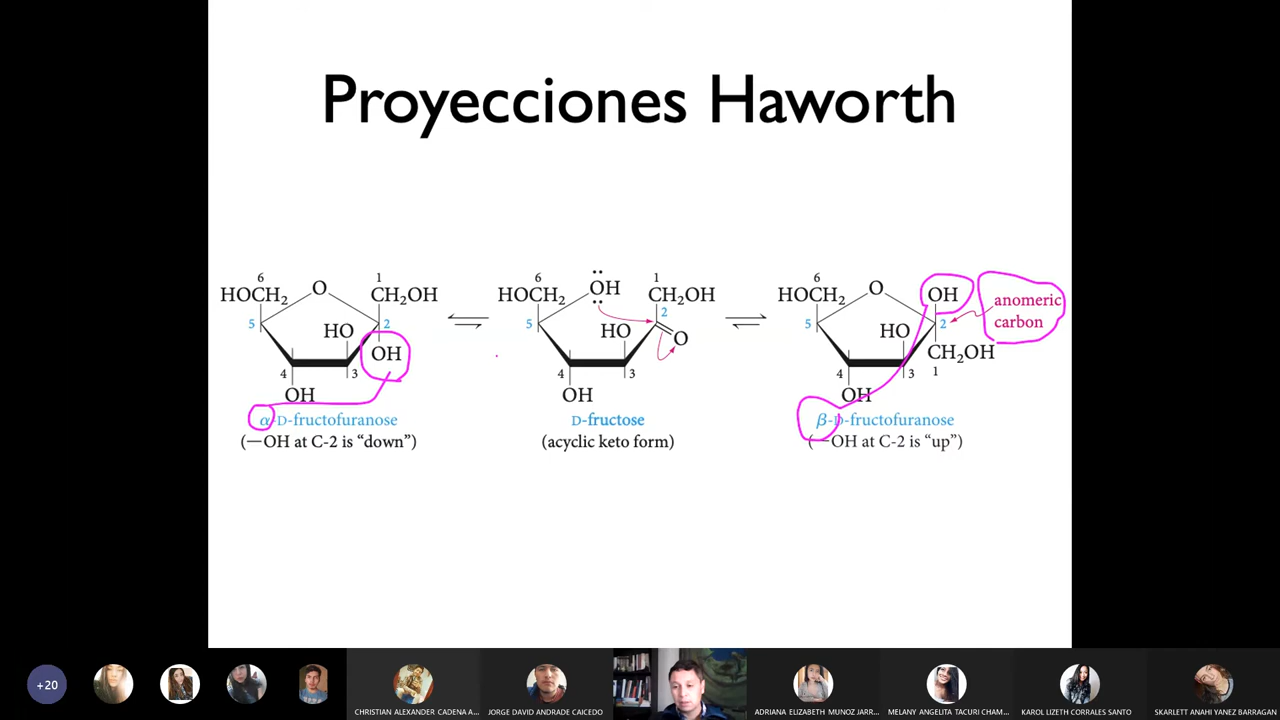 Proyecciones Haworth
6
HOCH₂
O
1
CH₂OH
5
HO
2
OH
4
3
OH
α-D-fructofuranose
(—OH at C-2 is “down”)
6
HOCH₂
OH
1
CH₂OH
5
HO
2
O
4
3
OH
D-fructose
(acyclic keto form)
6
HOCH₂
O
OH
anomeric
carbon
5
HO
2
CH₂OH
4
3
1
OH
β-D-fructofuranose
(—OH at C-2 is “up”)
+20
CHRISTIAN ALEXANDER CADENA A...
JORGE DAVID ANDRADE CAICEDO
ADRIANA ELIZABETH MUNOZ JARR...
MELANY ANGELITA TACURI CHAM...
KAROL LIZETH CORRALES SANTO
SKARLETT ANAHI YANEZ BARRAGAN